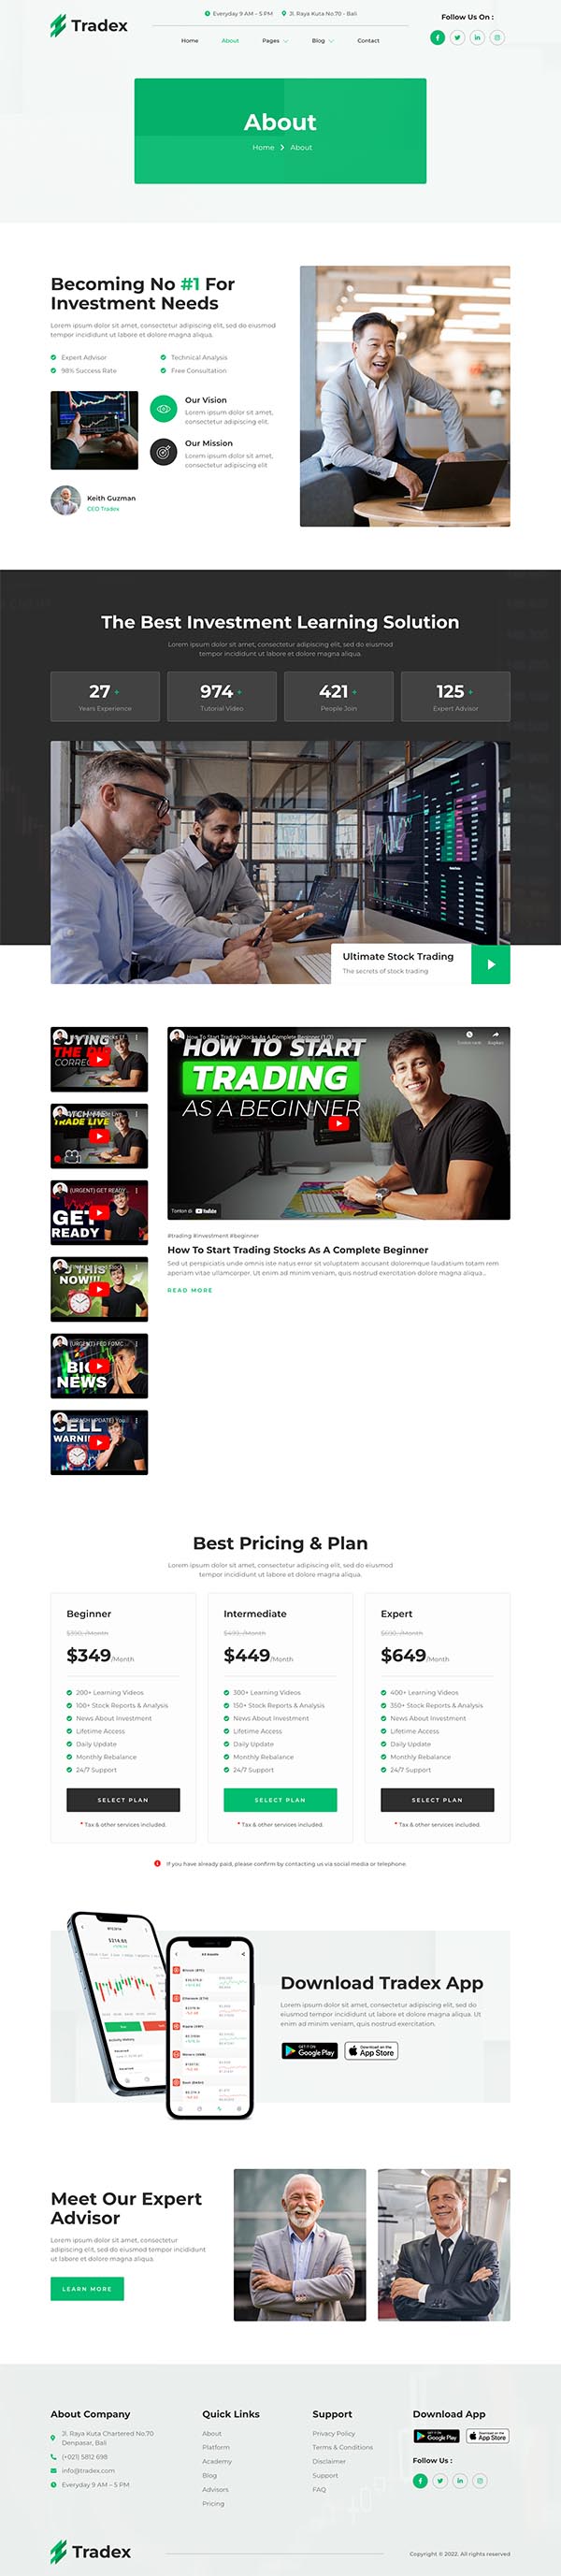 Tradex
Everyday 9 AM – 5 PM
Jl. Raya Kuta No.70 - Bali
Follow Us On :
Home
About
Pages
Blog
Contact
About
Home
About
Becoming No #1 For
Investment Needs
Lorem ipsum dolor sit amet, consectetur adipiscing elit, sed do eiusmod
tempor incididunt ut labore et dolore magna aliqua.
Expert Advisor
Technical Analysis
98% Success Rate
Free Consultation
Our Vision
Lorem ipsum dolor sit amet,
consectetur adipiscing elit.
Our Mission
Lorem ipsum dolor sit amet,
consectetur adipiscing elit
Keith Guzman
CEO Tradex
The Best Investment Learning Solution
Lorem ipsum dolor sit amet, consectetur adipiscing elit, sed do eiusmod
tempor incididunt ut labore et dolore magna aliqua.
27 +
Years Experience
974 +
Tutorial Video
421 +
People Join
125 +
Expert Advisor
Ultimate Stock Trading
The secrets of stock trading
How To Start Trading Stocks As A Complete Beginner (1/3)
HOW TO START
TRADING
AS A BEGINNER
Tonton di YouTube
TRADE LIVE
(URGENT) GET READY
GET
READY
THIS
NOW!!!
(URGENT) FED FOMC
BIG
NEWS
SELL
WARNI
#trading #investment #beginner
How To Start Trading Stocks As A Complete Beginner
Sed ut perspiciatis unde omnis iste natus error sit voluptatem accusant doloremque laudatium totam rem
aperiam vitae ullamcorper. Ut enim ad minim veniam, quis nostrud exercitation dolore magna aliqua...
READ MORE
Best Pricing & Plan
Lorem ipsum dolor sit amet, consectetur adipiscing elit, sed do eiusmod
tempor incididunt ut labore et dolore magna aliqua.
Beginner
$349/Month
200+ Learning Videos
100+ Stock Reports & Analysis
News About Investment
Lifetime Access
Daily Update
Monthly Rebalance
24/7 Support
SELECT PLAN
* Tax & other services included.
Intermediate
$449/Month
300+ Learning Videos
150+ Stock Reports & Analysis
News About Investment
Lifetime Access
Daily Update
Monthly Rebalance
24/7 Support
SELECT PLAN
* Tax & other services included.
Expert
$649/Month
400+ Learning Videos
350+ Stock Reports & Analysis
News About Investment
Lifetime Access
Daily Update
Monthly Rebalance
24/7 Support
SELECT PLAN
* Tax & other services included.
If you have already paid, please confirm by contacting us via social media or telephone.
Download Tradex App
Lorem ipsum dolor sit amet, consectetur adipiscing elit, sed do
eiusmod tempor incididunt ut labore et dolore magna aliqua. Ut
enim ad minim veniam, quis nostrud exercitation.
GET IT ON
Google Play
Download on the
App Store
Meet Our Expert
Advisor
Lorem ipsum dolor sit amet, consectetur
adipiscing elit, sed do eiusmod tempor incididunt
ut labore et dolore magna aliqua.
LEARN MORE
About Company
Jl. Raya Kuta Chartered No.70
Denpasar, Bali
(+021) 5812 698
info@tradex.com
Everyday 9 AM – 5 PM
Quick Links
About
Platform
Academy
Blog
Advisors
Pricing
Support
Privacy Policy
Terms & Conditions
Disclaimer
Support
FAQ
Download App
GET IT ON
Google Play
Download on the
App Store
Follow Us :
Tradex
Copyright © 2022. All rights reserved